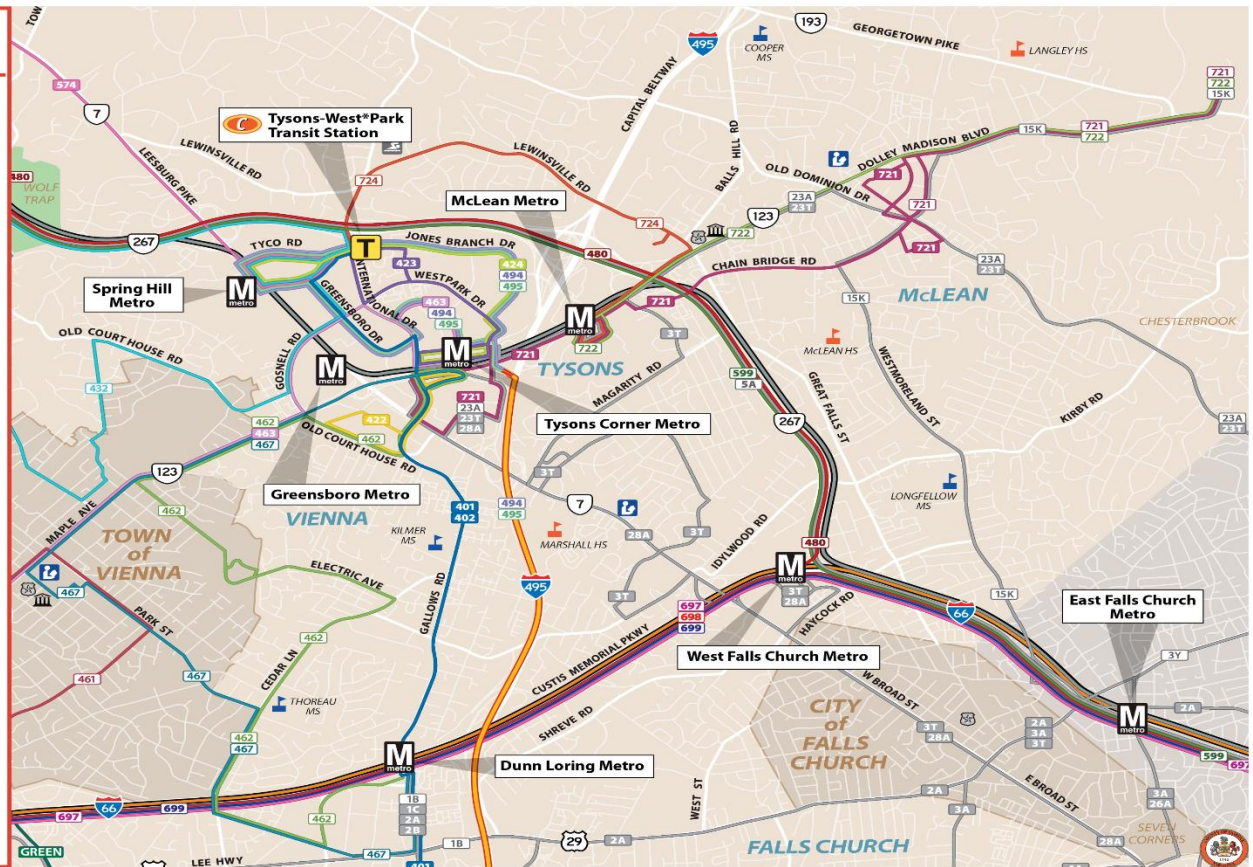 TOW
193
GEORGETOWN PIKE
495
COOPER
MS
LANGLEY HS
574
7
CAPITAL BELTWAY
721
722
15K
C Tysons-West*Park
Transit Station
LEWINSVILLE RD
LEWINSVILLE RD
LEESBURG PIKE
BALLS HILL RD
DOLLEY MADISON BLVD
15K
721
722
480
WOLF
TRAP
724
McLean Metro
OLD DOMINION DR
721
23A
23T
721
724
123
722
721
267
TYCO RD
T
JONES BRANCH DR
480
CHAIN BRIDGE RD
23A
23T
Spring Hill
Metro
M
metro
INTERNATIONAL DR
423
424
494
495
WESTPARK DR
GREENSBORO DR
463
494
495
721
15K
McLEAN
OLD COURT HOUSE RD
GOSNELL RD
M
metro
M
metro
M
metro
722
721
3T
TYSONS
MAGARITY RD
McLEAN HS
CHESTERBROOK
599
5A
432
721
23A
23T
28A
GREAT FALLS ST
WESTMORELAND ST
KIRBY RD
462
463
467
422
462
OLD COURT HOUSE RD
Tysons Corner Metro
267
23A
23T
123
3T
Greensboro Metro
7
LONGFELLOW
MS
MAPLE AVE
462
VIENNA
401
402
494
495
28A
3T
IDYLWOOD RD
TOWN
of
VIENNA
KILMER
MS
MARSHALL HS
480
ELECTRIC AVE
495
M
metro
467
PARK ST
GALLOWS RD
3T
697
698
699
3T
28A
HAYCOCK RD
15K
66
East Falls Church
Metro
462
467
CUSTIS MEMORIAL PKWY
West Falls Church Metro
3Y
461
CEDAR LN
THOREAU
MS
SHREVE RD
W BROAD ST
CITY
of
FALLS
CHURCH
M
metro
2A
462
467
M
metro
Dunn Loring Metro
3T
28A
2A
3A
3T
599
697
66
697
699
WEST ST
E BROAD ST
3A
26A
462
1B
1C
2A
2B
2A
3A
SEVEN
CORNERS
GREEN
LEE HWY
467
401
1B
29
2A
FALLS CHURCH
28A